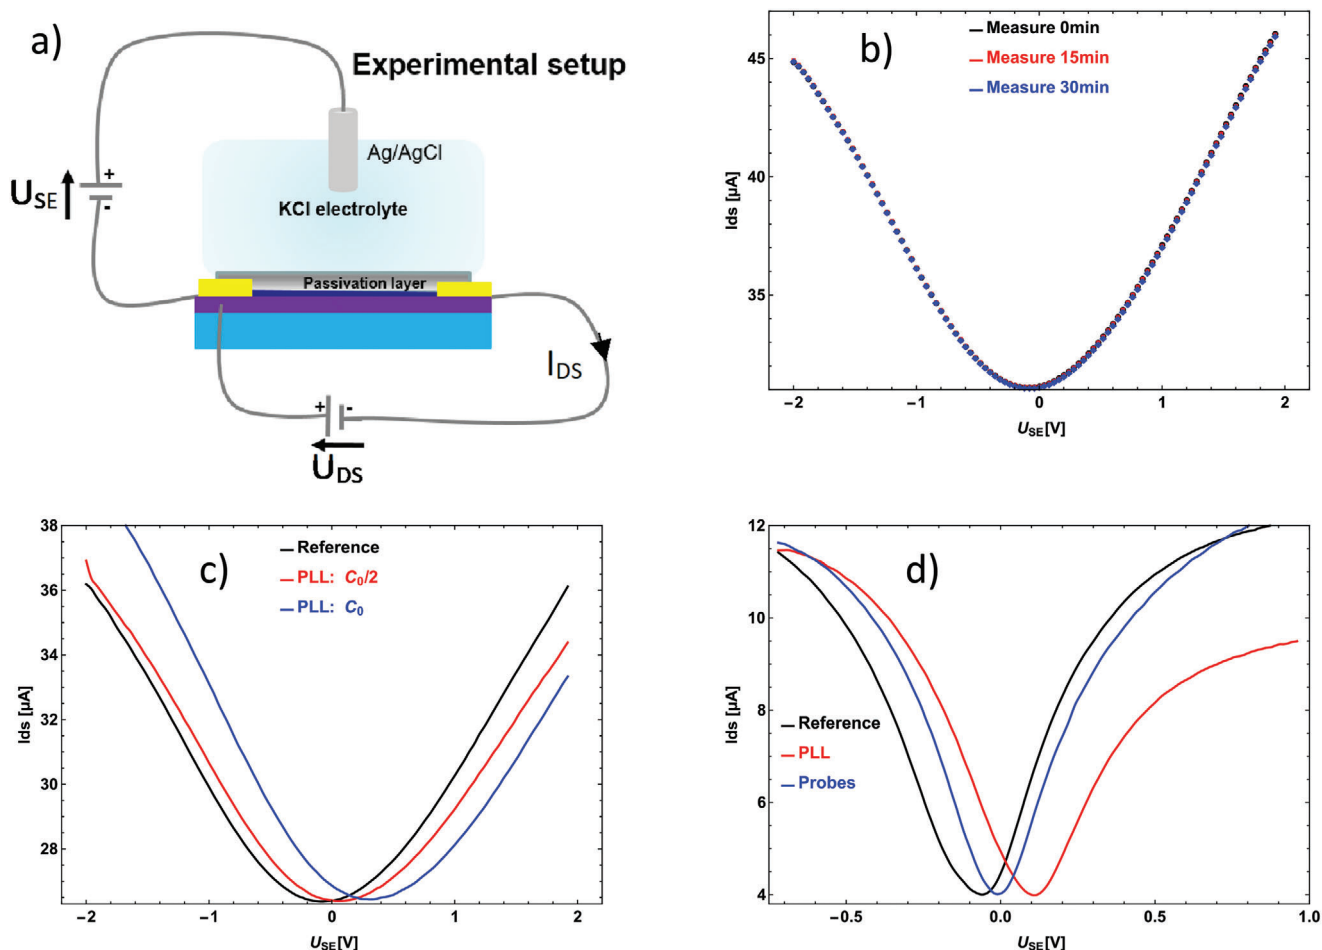 a)
Experimental setup
Ag/AgCl
KCl electrolyte
U_SE
+
-
Passivation layer
I_DS
+
-
U_DS
b)
Measure 0min
Measure 15min
Measure 30min
45
40
35
Ids [µA]
−2
−1
0
1
2
U_SE[V]
c)
Reference
PLL: C_0/2
PLL: C_0
38
36
34
32
30
28
Ids [µA]
−2
−1
0
1
2
U_SE[V]
d)
12
10
8
6
4
Ids [µA]
Reference
PLL
Probes
−0.5
0.0
0.5
1.0
U_SE[V]